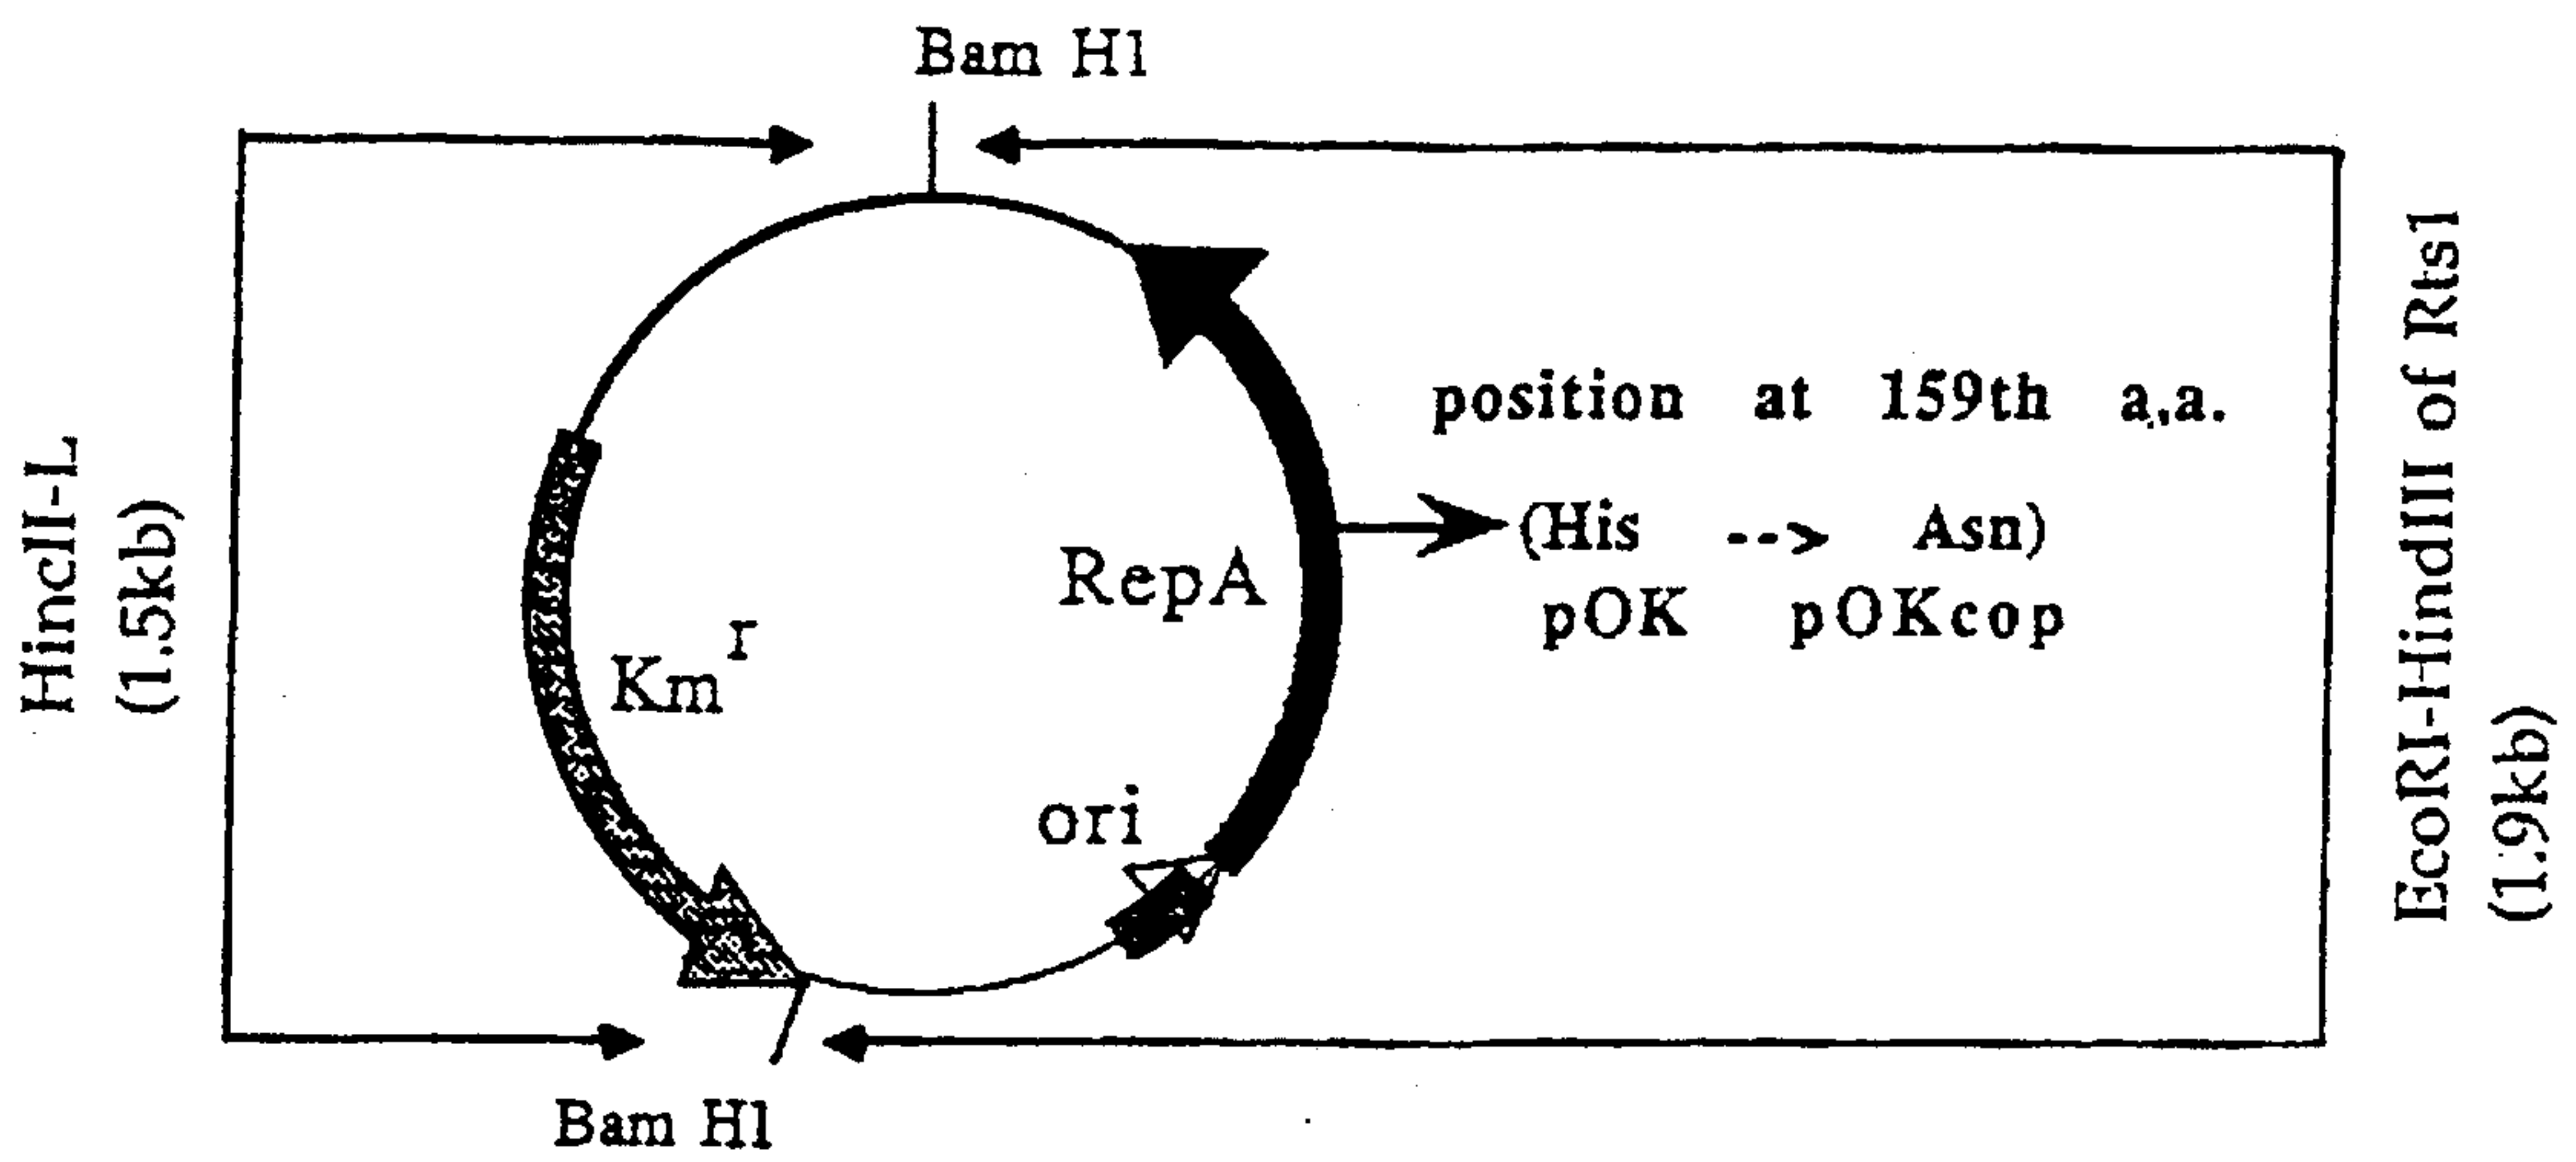 Bam H1
HincII-L
(1.5kb)
Km r
RepA
ori
position at 159th a.a.
(His --> Asn)
pOK pOKcop
EcoRI-HindIII of Rts1
(1.9kb)
Bam H1